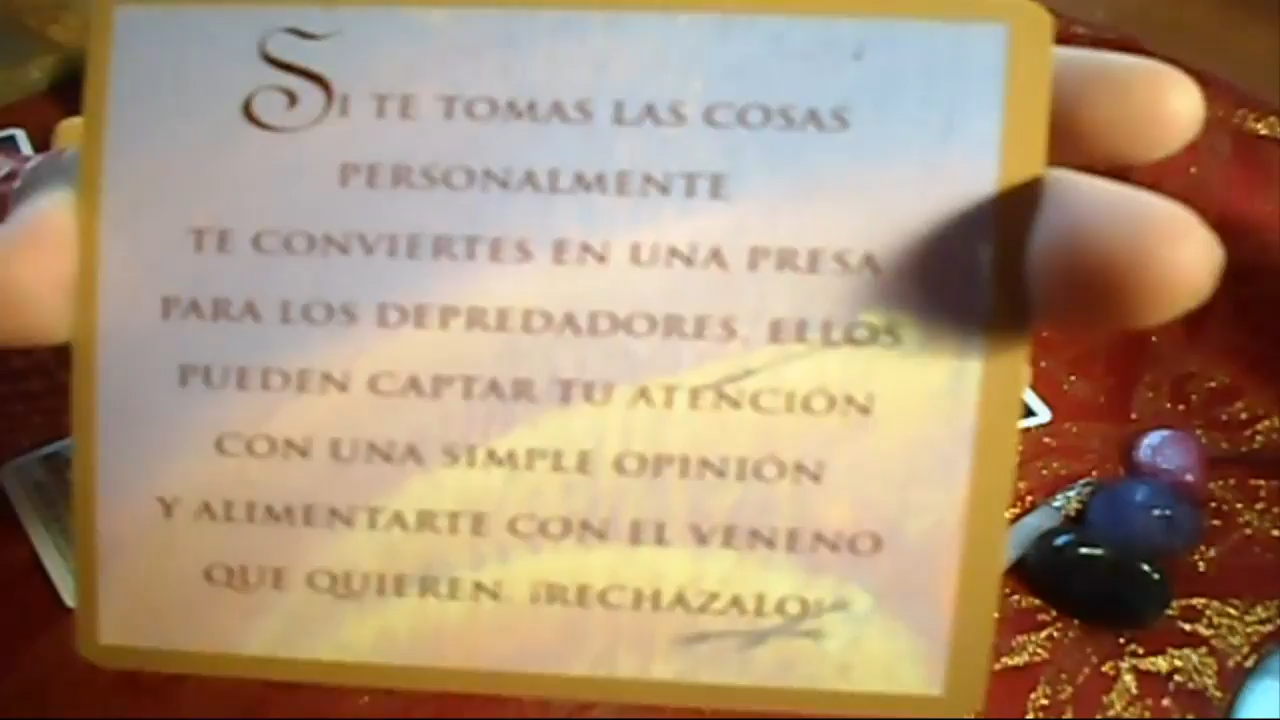 SI TE TOMAS LAS COSAS
PERSONALMENTE
TE CONVIERTES EN UNA PRESA
PARA LOS DEPREDADORES. ELLOS
PUEDEN CAPTAR TU ATENCIÓN
CON UNA SIMPLE OPINIÓN
Y ALIMENTARTE CON EL VENENO
QUE QUIEREN. ¡RECHÁZALO!